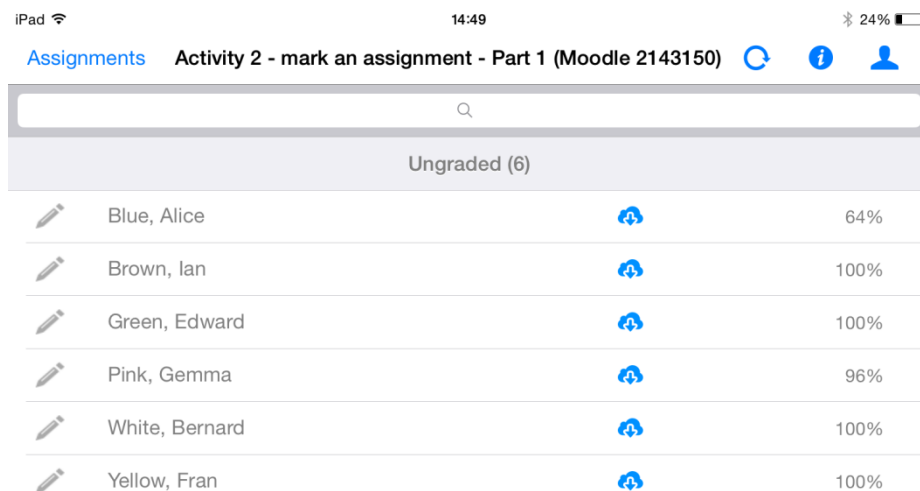 iPad 14:49 24%
Assignments Activity 2 - mark an assignment - Part 1 (Moodle 2143150) i
Ungraded (6)
Blue, Alice 64%
Brown, Ian 100%
Green, Edward 100%
Pink, Gemma 96%
White, Bernard 100%
Yellow, Fran 100%